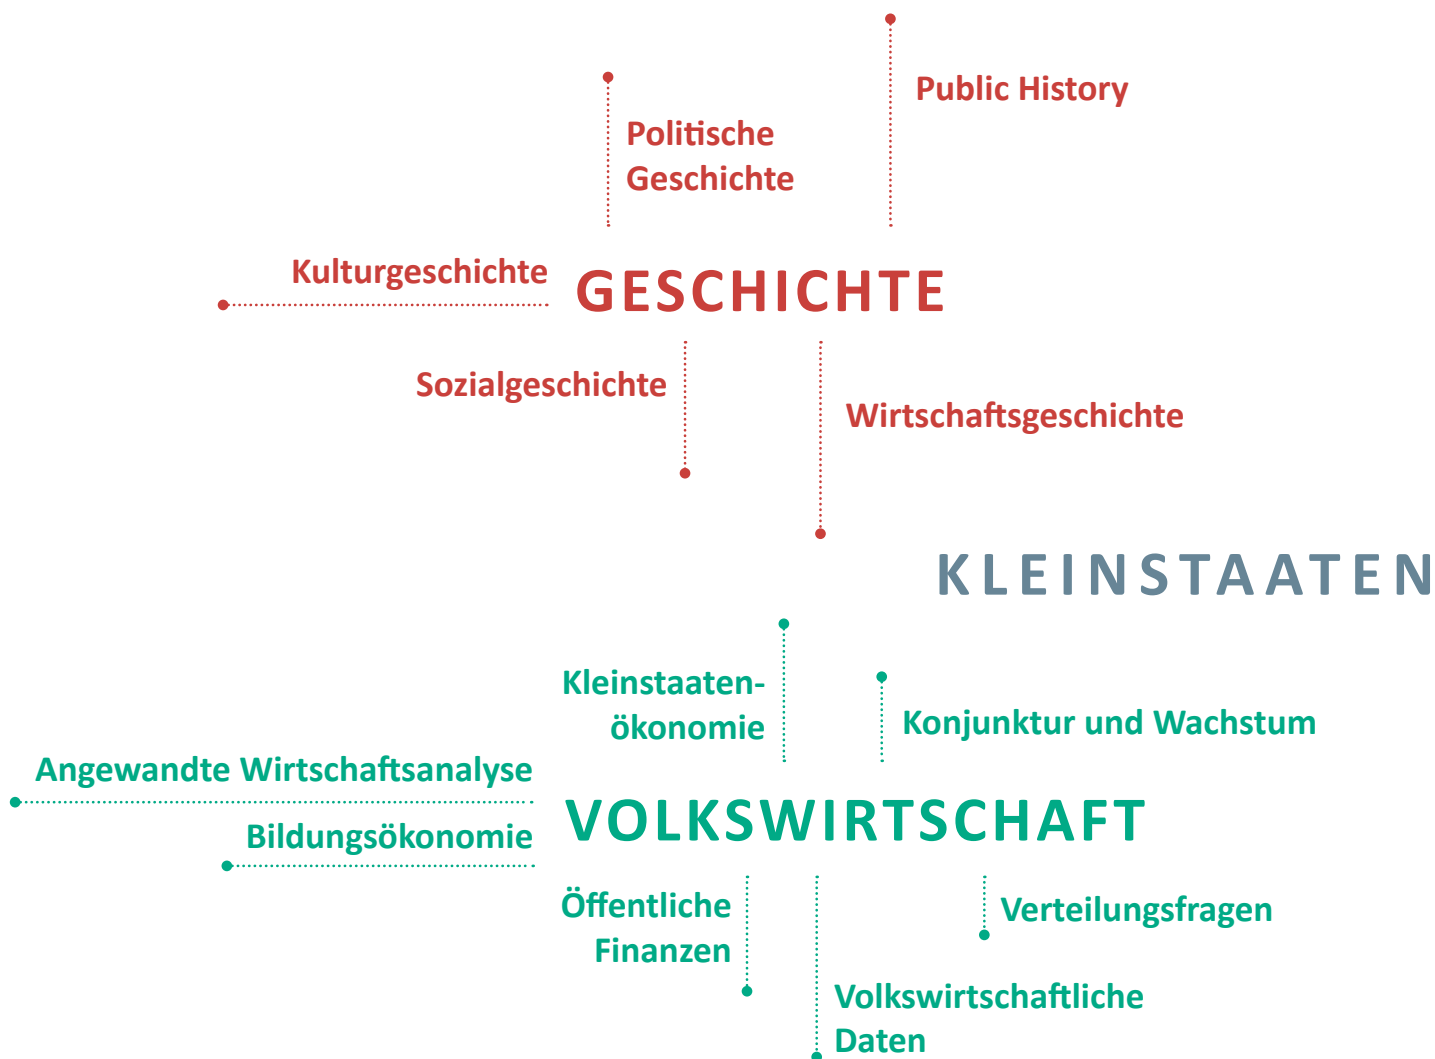 Public History
Politische
Geschichte
Kulturgeschichte
GESCHICHTE
Sozialgeschichte
Wirtschaftsgeschichte
KLEINSTAATEN
Kleinstaaten-
ökonomie
Konjunktur und Wachstum
Angewandte Wirtschaftsanalyse
VOLKSWIRTSCHAFT
Bildungsökonomie
Öffentliche
Finanzen
Verteilungsfragen
Volkswirtschaftliche
Daten